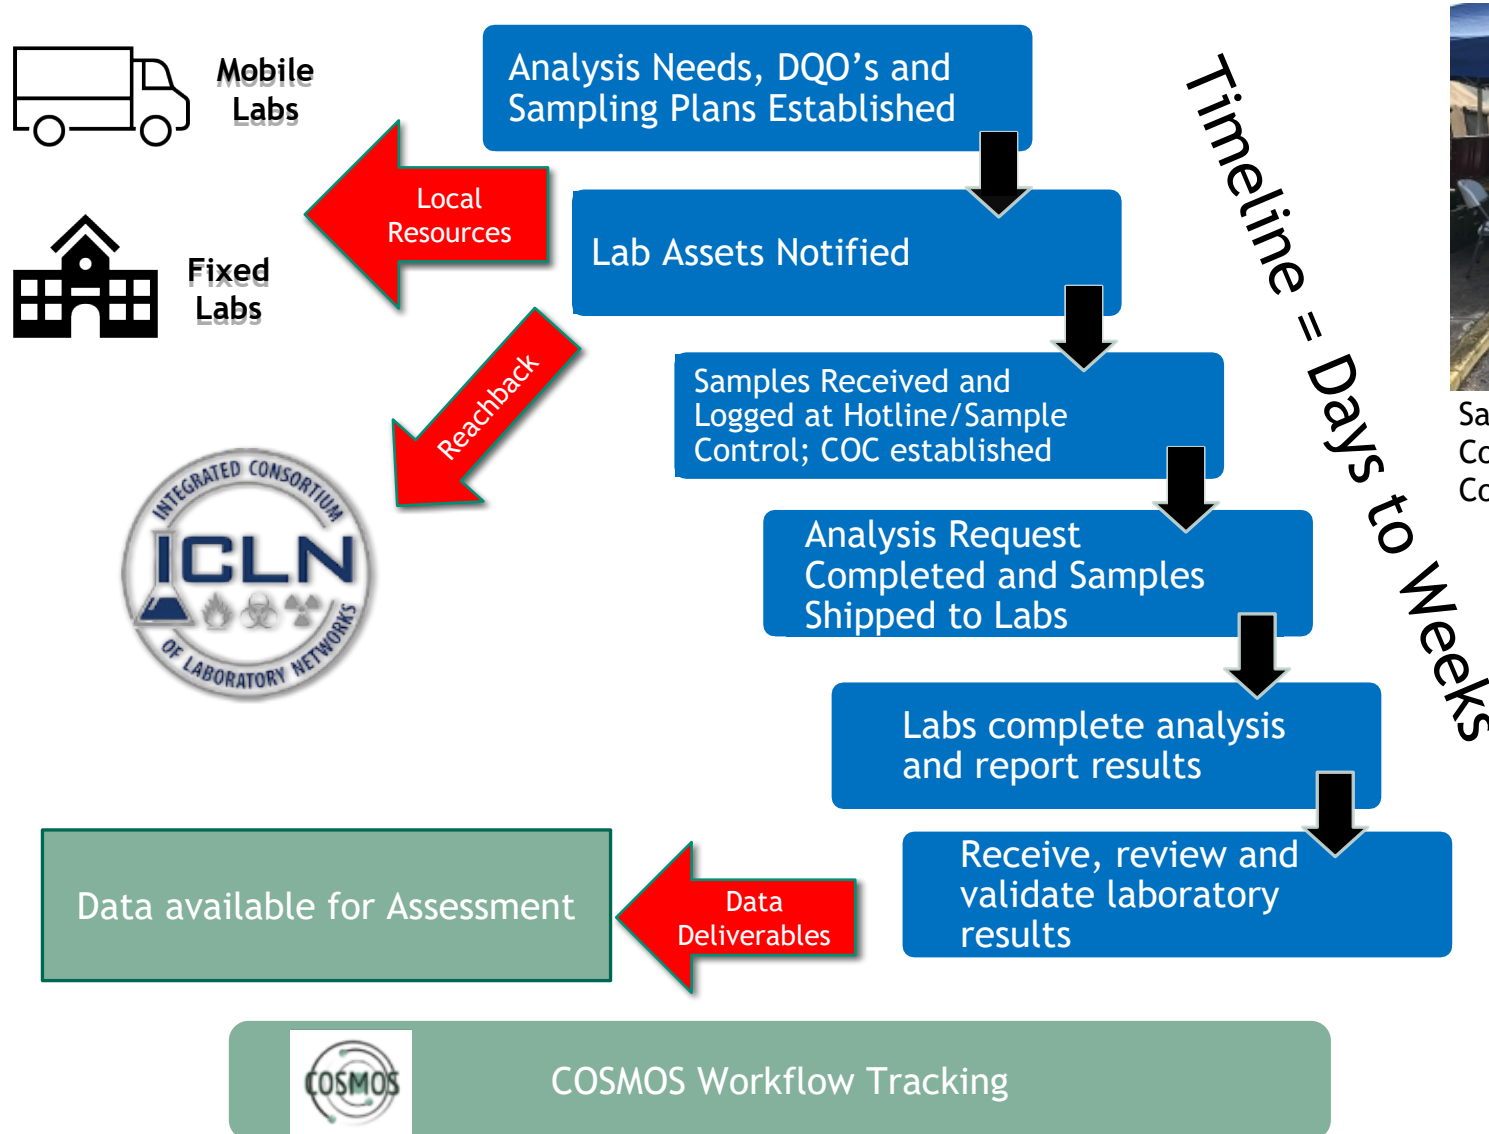 Mobile
Labs
Analysis Needs, DQO's and
Sampling Plans Established
Local
Resources
Lab Assets Notified
Fixed
Labs
Reachback
Samples Received and
Logged at Hotline/Sample
Control; COC established
INTEGRATED CONSORTIUM
ICLN
OF LABORATORY NETWORKS
Analysis Request
Completed and Samples
Shipped to Labs
Labs complete analysis
and report results
Receive, review and
validate laboratory
results
Data
Deliverables
Data available for Assessment
COSMOS
COSMOS Workflow Tracking
Timeline = Days to Weeks